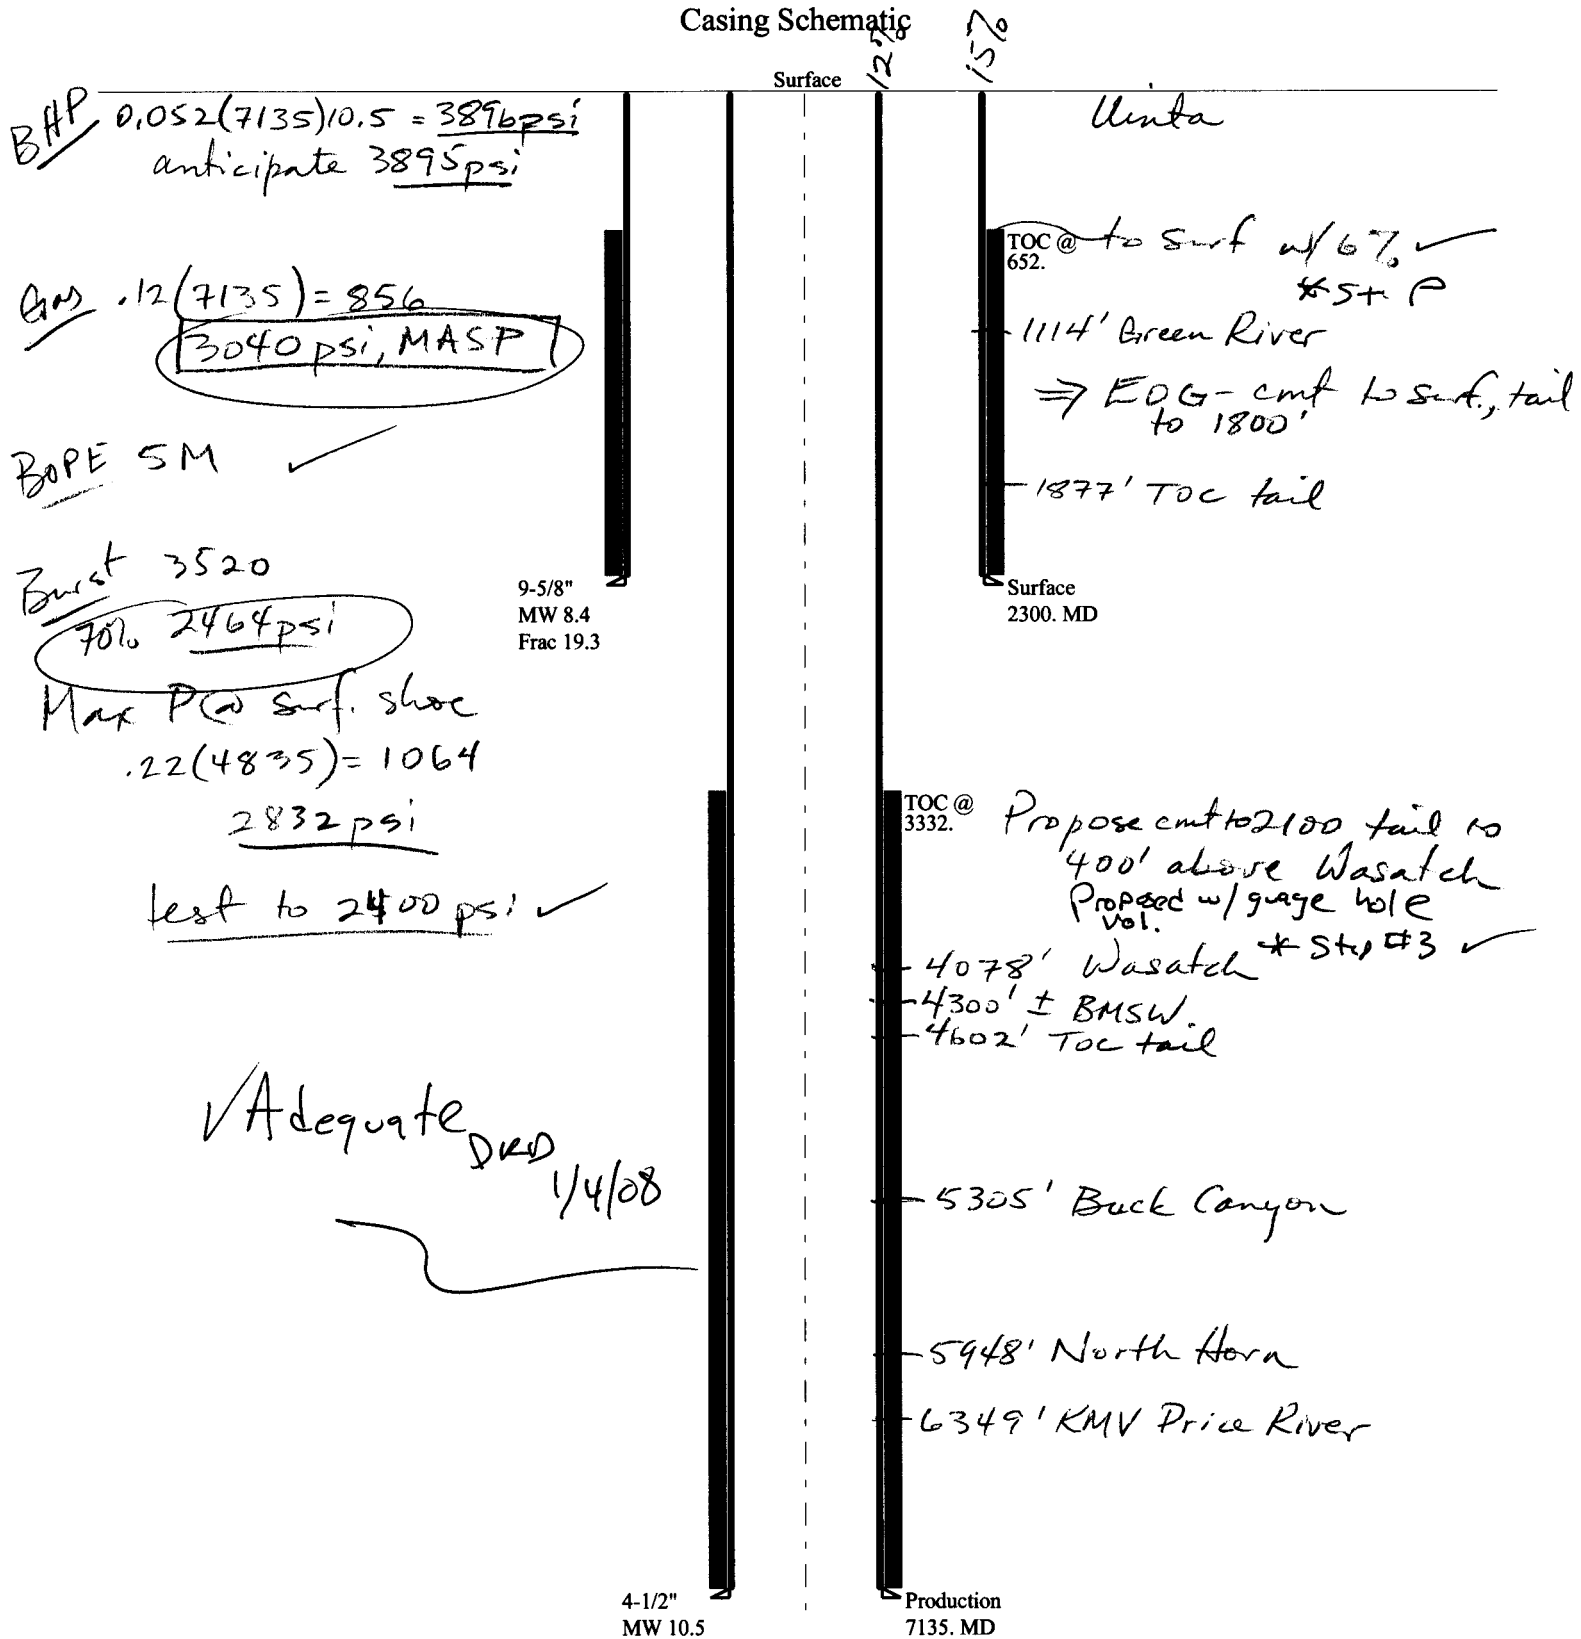 Casing Schematic
12%
15%
Surface
BHP 0.052(7135)10.5 = 3896psi
anticipate 3895psi
Gas .12(7135) = 856
3040 psi, MASP
BOPE 5M ✓
Burst 3520
70% 2464psi
Max P@ surf. shoe
.22(4835)= 1064
2832 psi
test to 2400 psi ✓
✓Adequate
DKD
1/4/08
9-5/8"
MW 8.4
Frac 19.3
4-1/2"
MW 10.5
Uinta
TOC @
652.
to Surf w/ 6% ✓
*St P
1114' Green River
⇒ EOG- cmt to surf., tail
to 1800'
1877' TOC tail
Surface
2300. MD
TOC @
3332.
Propose cmt to 2100 tail to
400' above Wasatch
Proposed w/ guage hole
vol.
* Stip #3 ✓
4078' Wasatch
4300' ± BMSW.
4602' TOC tail
5305' Buck Canyon
5948' North Horn
6349' KMV Price River
Production
7135. MD